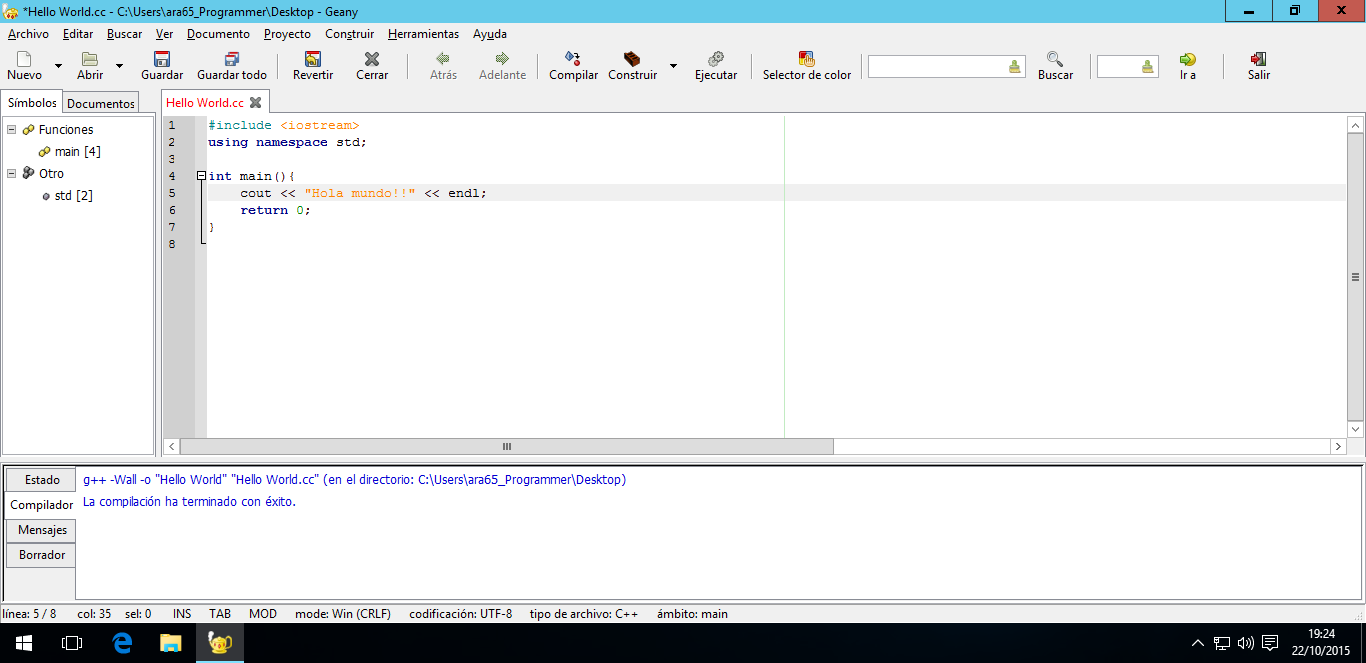 *Hello World.cc - C:\Users\ara65_Programmer\Desktop - Geany
Archivo Editar Buscar Ver Documento Proyecto Construir Herramientas Ayuda
Nuevo Abrir Guardar Guardar todo Revertir Cerrar Atrás Adelante Compilar Construir Ejecutar Selector de color Buscar Ir a Salir
Símbolos Documentos
Funciones
main [4]
Otro
std [2]
Hello World.cc
1 #include <iostream>
2 using namespace std;
3
4 int main(){
5 cout << "Hola mundo!!" << endl;
6 return 0;
7 }
8
Estado
Compilador
Mensajes
Borrador
g++ -Wall -o "Hello World" "Hello World.cc" (en el directorio: C:\Users\ara65_Programmer\Desktop)
La compilación ha terminado con éxito.
línea: 5 / 8 col: 35 sel: 0 INS TAB MOD mode: Win (CRLF) codificación: UTF-8 tipo de archivo: C++ ámbito: main
19:24
22/10/2015